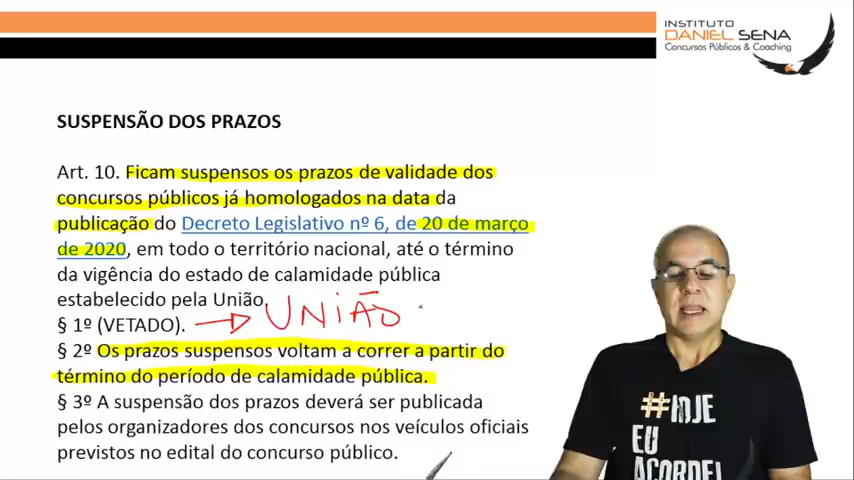 INSTITUTO
DANIEL SENA
Concursos Públicos & Coaching
SUSPENSÃO DOS PRAZOS
Art. 10. Ficam suspensos os prazos de validade dos
concursos públicos já homologados na data da
publicação do Decreto Legislativo nº 6, de 20 de março
de 2020, em todo o território nacional, até o término
da vigência do estado de calamidade pública
estabelecido pela União.
§ 1º (VETADO). UNIÃO
§ 2º Os prazos suspensos voltam a correr a partir do
término do período de calamidade pública.
§ 3º A suspensão dos prazos deverá ser publicada
pelos organizadores dos concursos nos veículos oficiais
previstos no edital do concurso público.
#HOJE
EU
ACORDEI